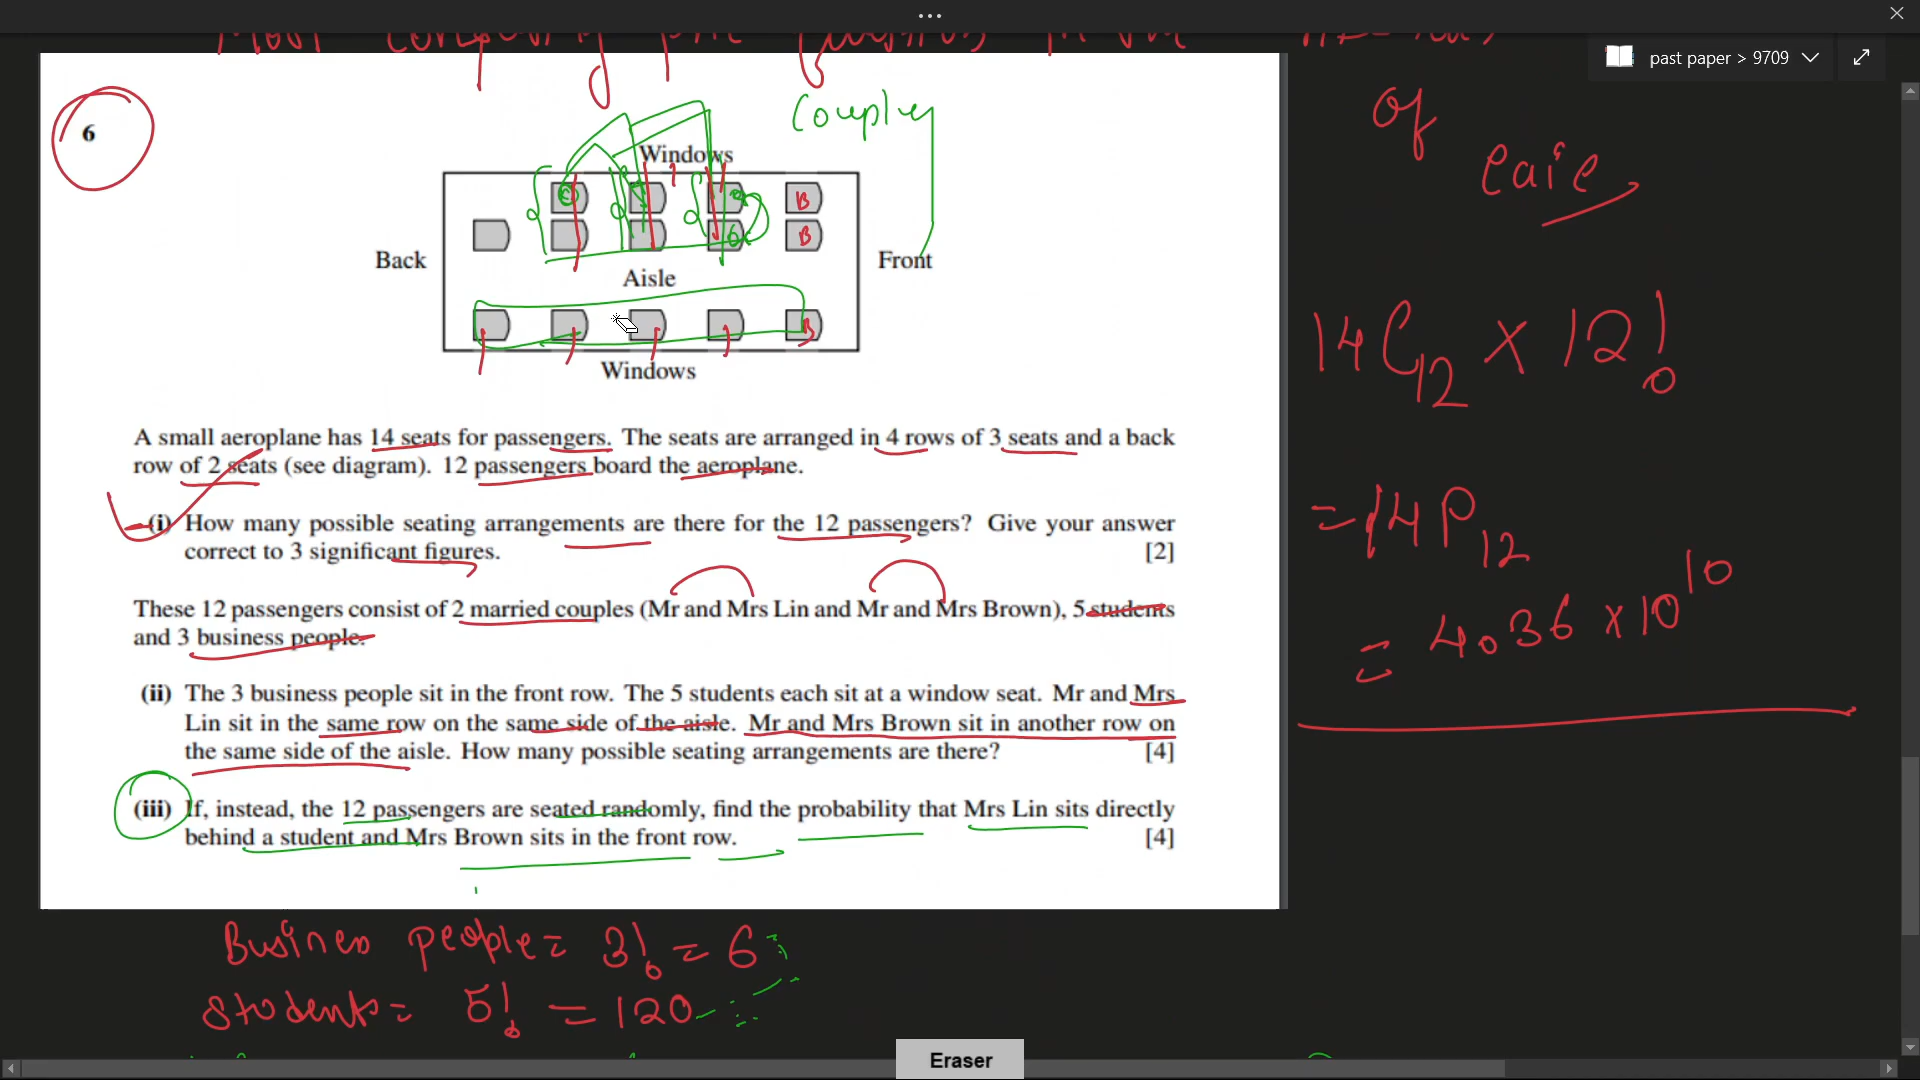 past paper > 9709
of
Caie
6
Couples
Windows
B
B
Back
Aisle
Front
B
Windows
14C12 × 12!
= 14P12
= 4.36 × 10^10
A small aeroplane has 14 seats for passengers. The seats are arranged in 4 rows of 3 seats and a back
row of 2 seats (see diagram). 12 passengers board the aeroplane.
(i) How many possible seating arrangements are there for the 12 passengers? Give your answer
correct to 3 significant figures. [2]
These 12 passengers consist of 2 married couples (Mr and Mrs Lin and Mr and Mrs Brown), 5 students
and 3 business people.
(ii) The 3 business people sit in the front row. The 5 students each sit at a window seat. Mr and Mrs
Lin sit in the same row on the same side of the aisle. Mr and Mrs Brown sit in another row on
the same side of the aisle. How many possible seating arrangements are there? [4]
(iii) If, instead, the 12 passengers are seated randomly, find the probability that Mrs Lin sits directly
behind a student and Mrs Brown sits in the front row. [4]
Business people = 3! = 6
Students = 5! = 120
Eraser